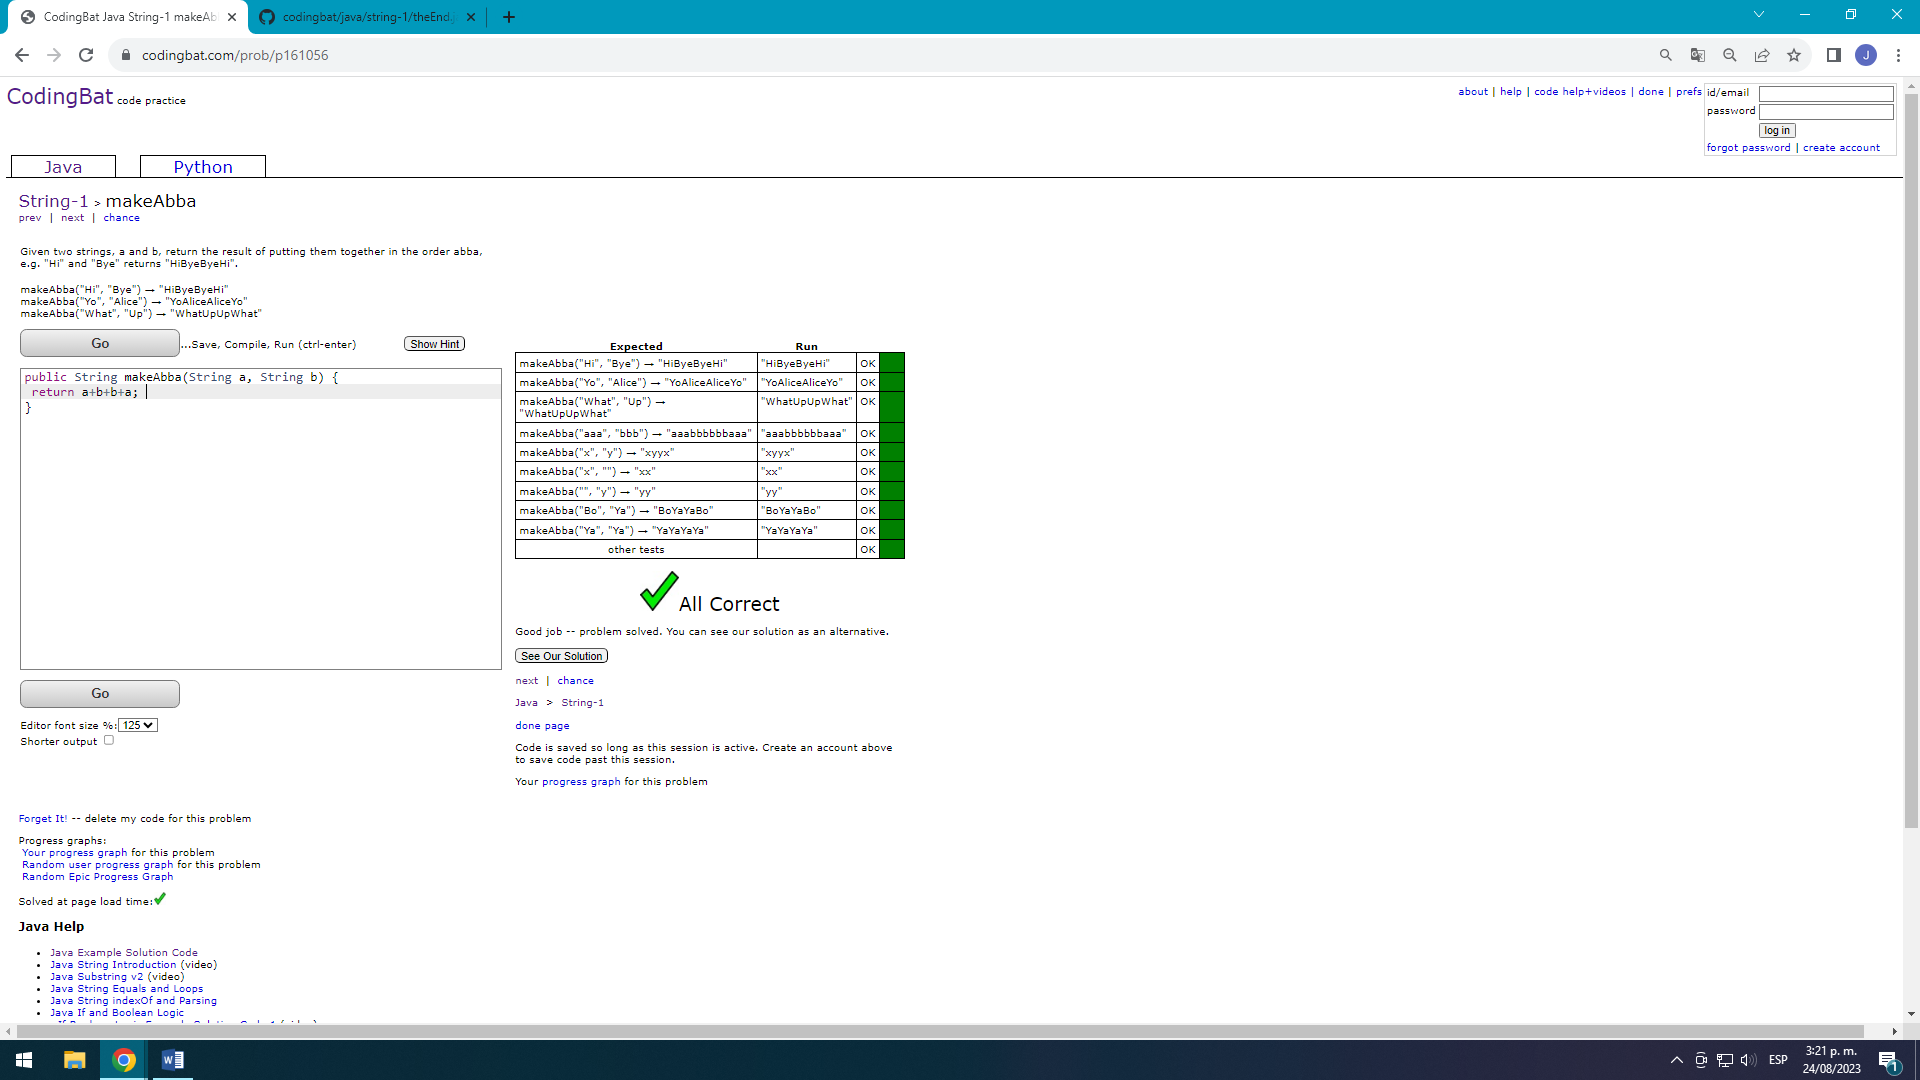 CodingBat Java String-1 makeAb
codingbat/java/string-1/theEnd.
codingbat.com/prob/p161056
J
CodingBat code practice
about | help | code help+videos | done | prefs
id/email
password
log in
forgot password | create account
Java
Python
String-1 > makeAbba
prev | next | chance
Given two strings, a and b, return the result of putting them together in the order abba,
e.g. "Hi" and "Bye" returns "HiByeByeHi".
makeAbba("Hi", "Bye") → "HiByeByeHi"
makeAbba("Yo", "Alice") → "YoAliceAliceYo"
makeAbba("What", "Up") → "WhatUpUpWhat"
Go ...Save, Compile, Run (ctrl-enter) Show Hint
public String makeAbba(String a, String b) {
return a+b+b+a;
}
Go
Editor font size %: 125
Shorter output
Expected Run
makeAbba("Hi", "Bye") → "HiByeByeHi" "HiByeByeHi" OK
makeAbba("Yo", "Alice") → "YoAliceAliceYo" "YoAliceAliceYo" OK
makeAbba("What", "Up") → "WhatUpUpWhat" OK
"WhatUpUpWhat"
makeAbba("aaa", "bbb") → "aaabbbbbbaaa" "aaabbbbbbaaa" OK
makeAbba("x", "y") → "xyyx" "xyyx" OK
makeAbba("x", "") → "xx" "xx" OK
makeAbba("", "y") → "yy" "yy" OK
makeAbba("Bo", "Ya") → "BoYaYaBo" "BoYaYaBo" OK
makeAbba("Ya", "Ya") → "YaYaYaYa" "YaYaYaYa" OK
other tests OK
All Correct
Good job -- problem solved. You can see our solution as an alternative.
See Our Solution
next | chance
Java > String-1
done page
Code is saved so long as this session is active. Create an account above
to save code past this session.
Your progress graph for this problem
Forget It! -- delete my code for this problem
Progress graphs:
Your progress graph for this problem
Random user progress graph for this problem
Random Epic Progress Graph
Solved at page load time:
Java Help
• Java Example Solution Code
• Java String Introduction (video)
• Java Substring v2 (video)
• Java String Equals and Loops
• Java String indexOf and Parsing
• Java If and Boolean Logic
ESP
3:21 p. m.
24/08/2023
1